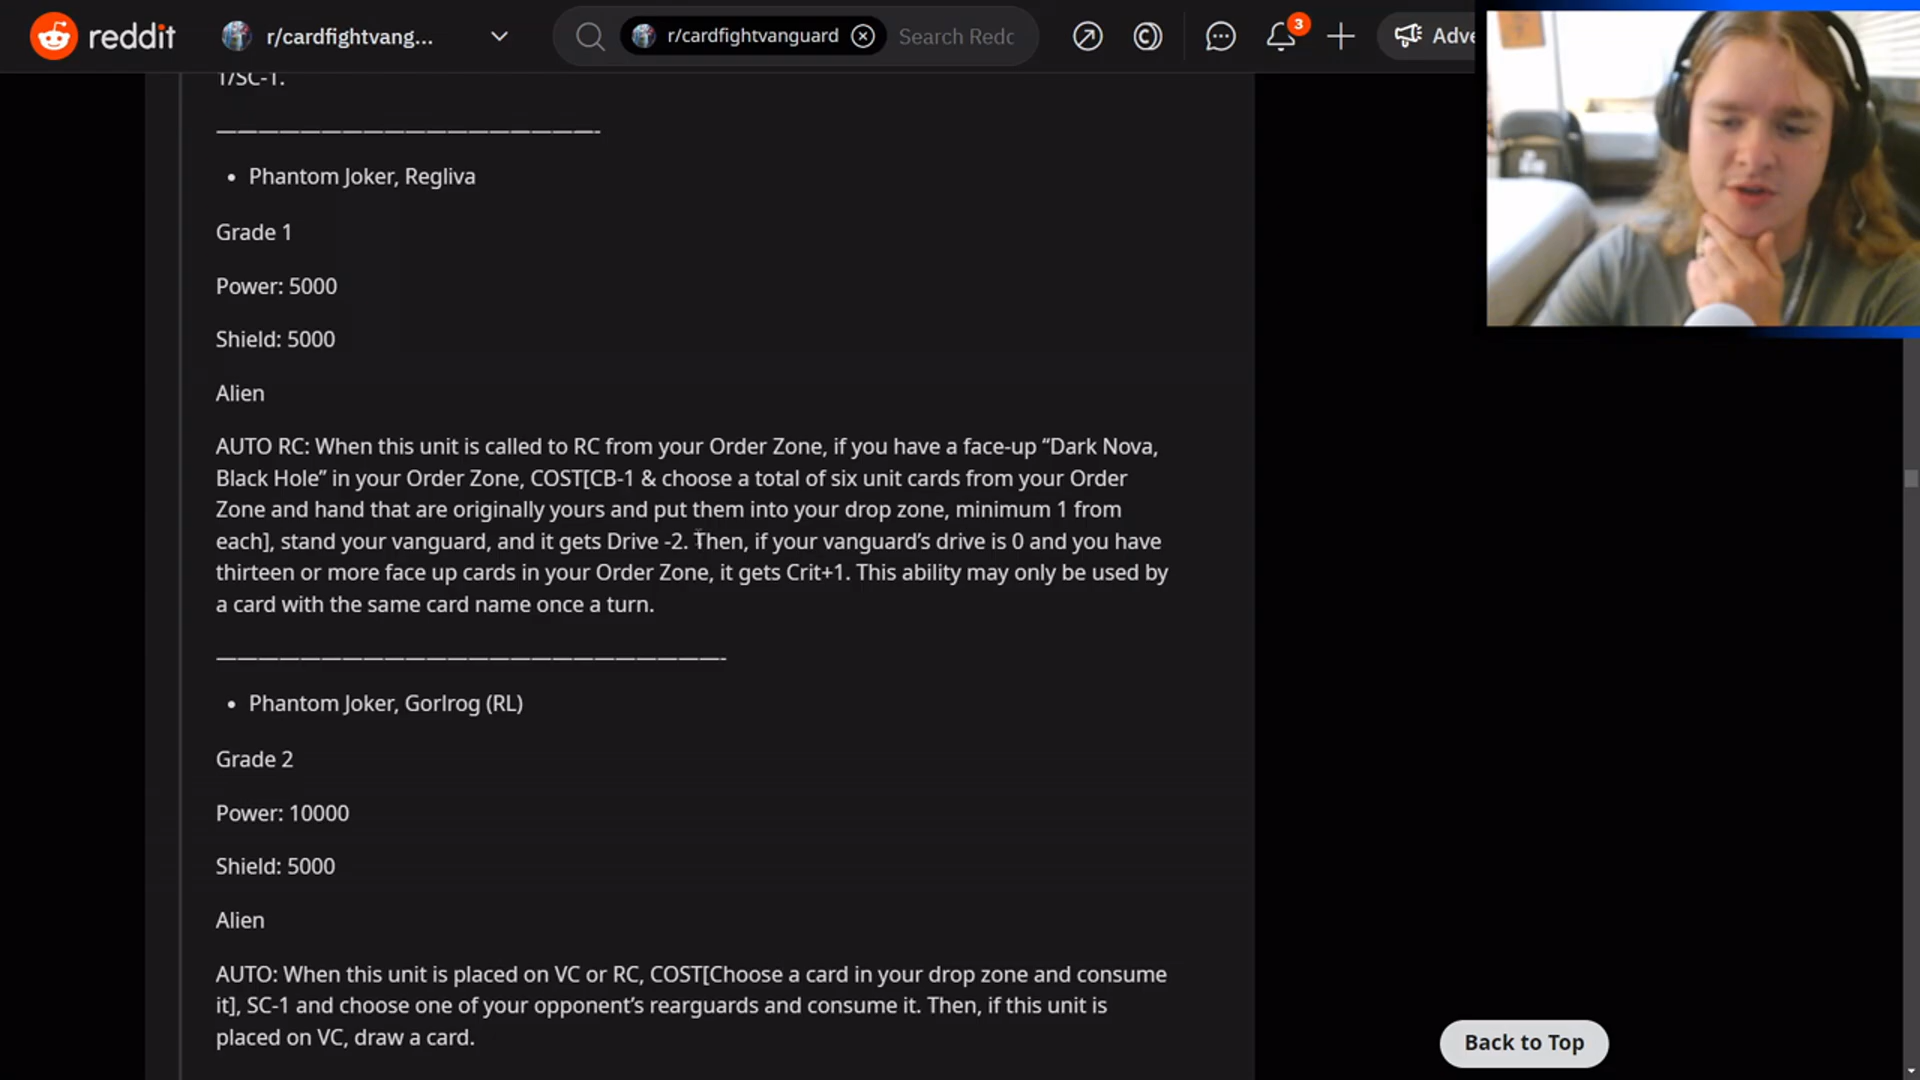 reddit r/cardfightvang... r/cardfightvanguard Search Redc 3 Adve
1/SC-1.
————————————————————-
• Phantom Joker, Regliva
Grade 1
Power: 5000
Shield: 5000
Alien
AUTO RC: When this unit is called to RC from your Order Zone, if you have a face-up “Dark Nova,
Black Hole” in your Order Zone, COST[CB-1 & choose a total of six unit cards from your Order
Zone and hand that are originally yours and put them into your drop zone, minimum 1 from
each], stand your vanguard, and it gets Drive -2. Then, if your vanguard’s drive is 0 and you have
thirteen or more face up cards in your Order Zone, it gets Crit+1. This ability may only be used by
a card with the same card name once a turn.
————————————————————————-
• Phantom Joker, Gorlrog (RL)
Grade 2
Power: 10000
Shield: 5000
Alien
AUTO: When this unit is placed on VC or RC, COST[Choose a card in your drop zone and consume
it], SC-1 and choose one of your opponent’s rearguards and consume it. Then, if this unit is
placed on VC, draw a card.
Back to Top